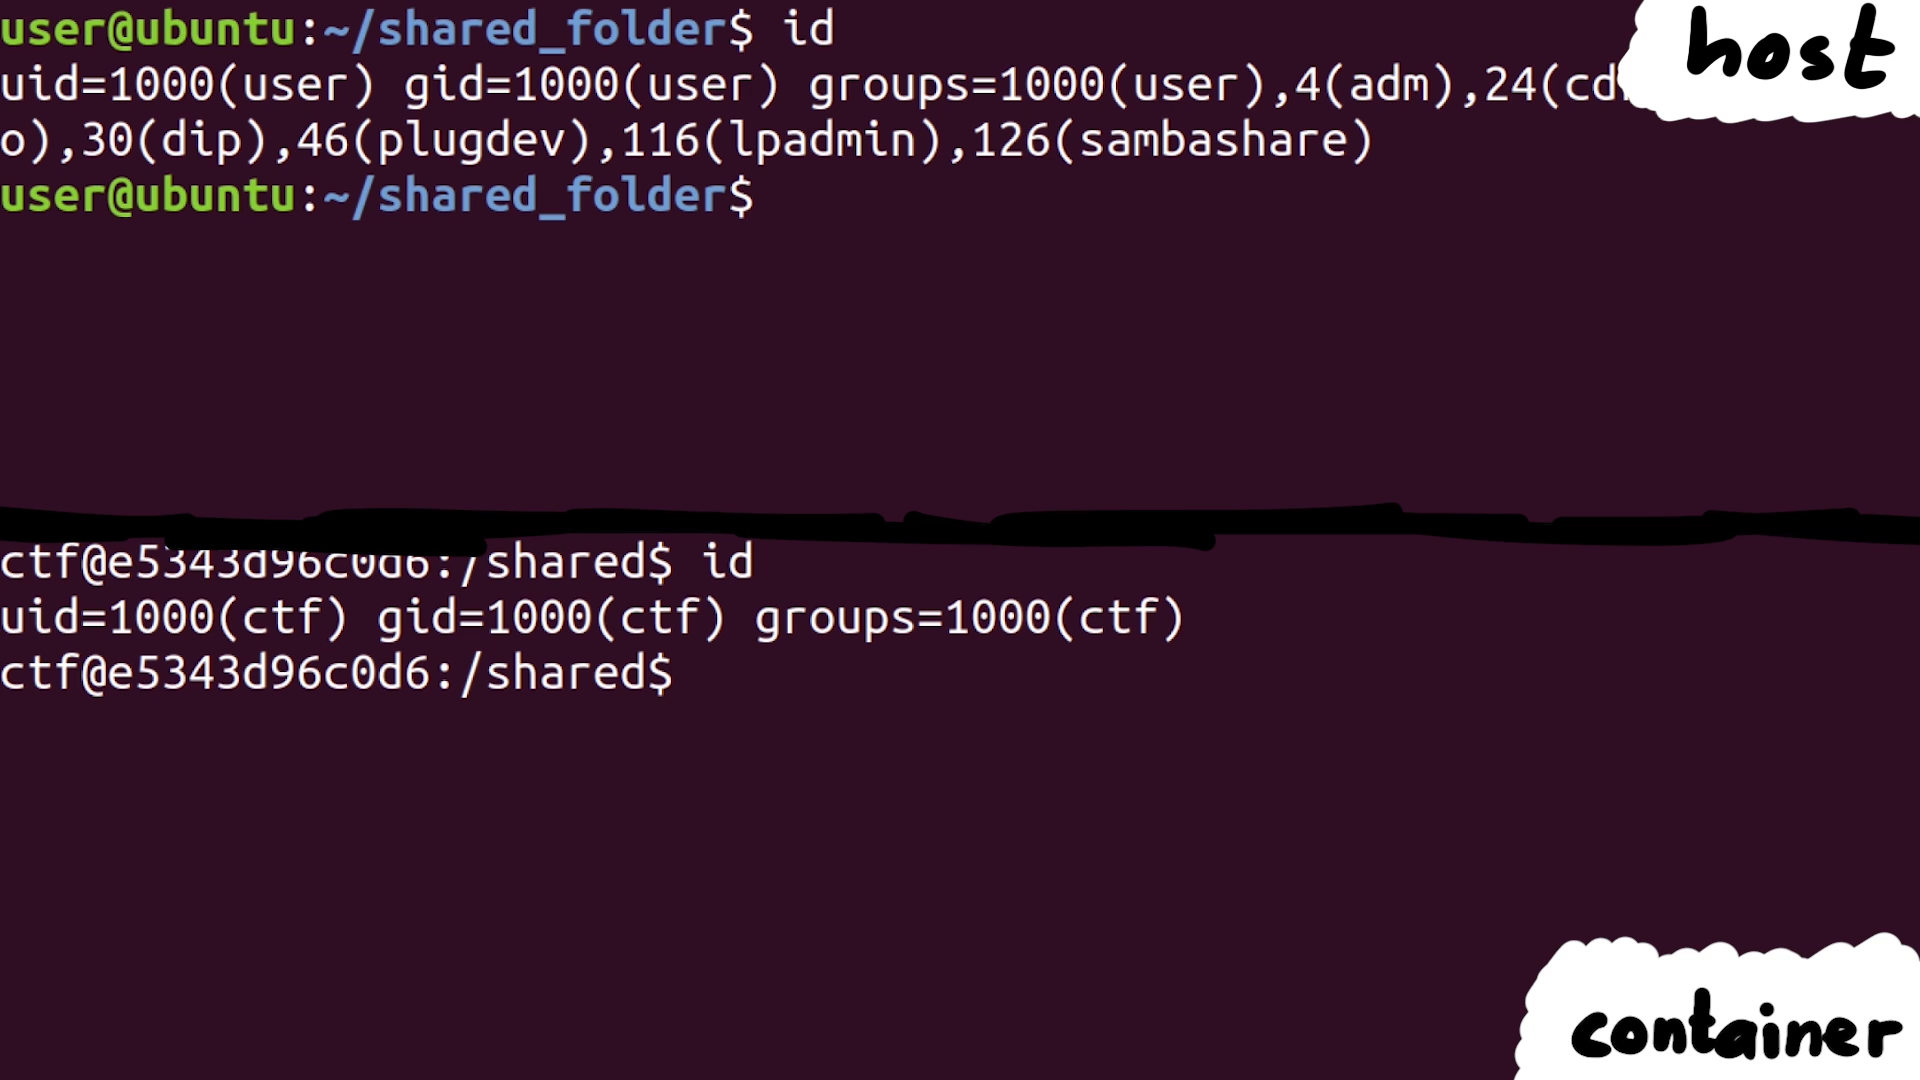 user@ubuntu:~/shared_folder$ id
host
uid=1000(user) gid=1000(user) groups=1000(user),4(adm),24(cd
o),30(dip),46(plugdev),116(lpadmin),126(sambashare)
user@ubuntu:~/shared_folder$
ctf@e5343d96c0d6:/shared$ id
uid=1000(ctf) gid=1000(ctf) groups=1000(ctf)
ctf@e5343d96c0d6:/shared$
container